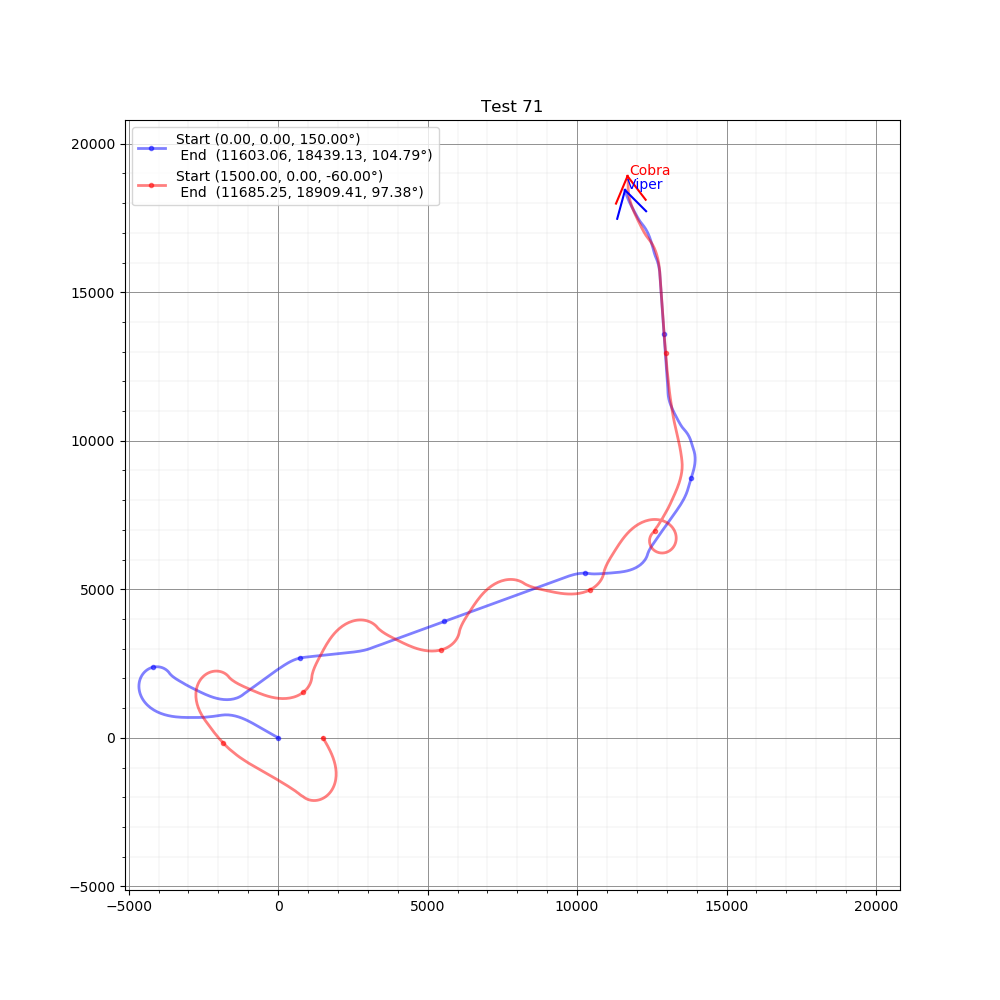 Test 71
Start (0.00, 0.00, 150.00°)
End (11603.06, 18439.13, 104.79°)
Start (1500.00, 0.00, -60.00°)
End (11685.25, 18909.41, 97.38°)
Cobra
Viper
20000
15000
10000
5000
0
−5000
−5000 0 5000 10000 15000 20000